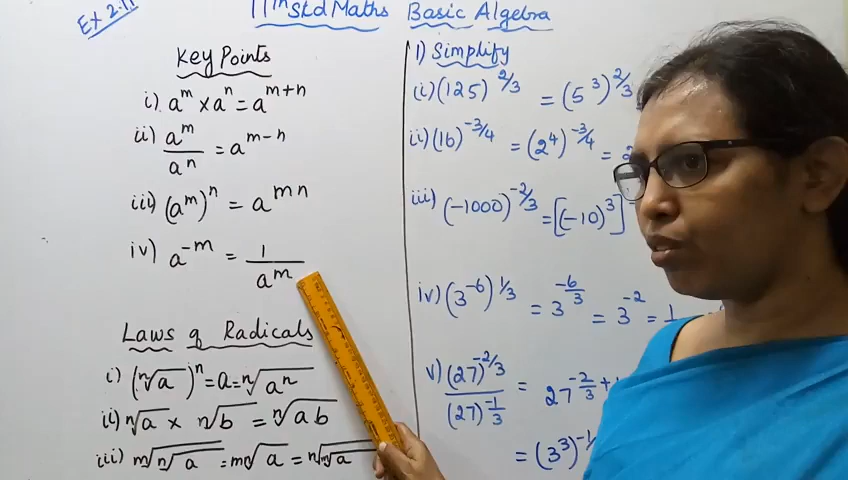 Ex 2.11
11th Std Maths Basic Algebra
Key Points
i) a^m × a^n = a^{m+n}
ii) a^m / a^n = a^{m-n}
iii) (a^m)^n = a^{mn}
iv) a^{-m} = 1 / a^m
Laws of Radicals
i) (ⁿ√a)^n = a = ⁿ√a^n
ii) ⁿ√a × ⁿ√b = ⁿ√ab
iii) ᵐ√ⁿ√a = ᵐⁿ√a = ⁿ√ᵐ√a
1) Simplify
(i) (125)^{2/3} = (5^3)^{2/3}
ii) (16)^{-3/4} = (2^4)^{-3/4} = 2
iii) (-1000)^{-2/3} = [(-10)^3]
iv) (3^{-6})^{1/3} = 3^{-6/3} = 3^{-2} = 1
v) (27)^{-2/3} / (27)^{-1/3} = 27^{-2/3 +
= (3^3)^{-1/